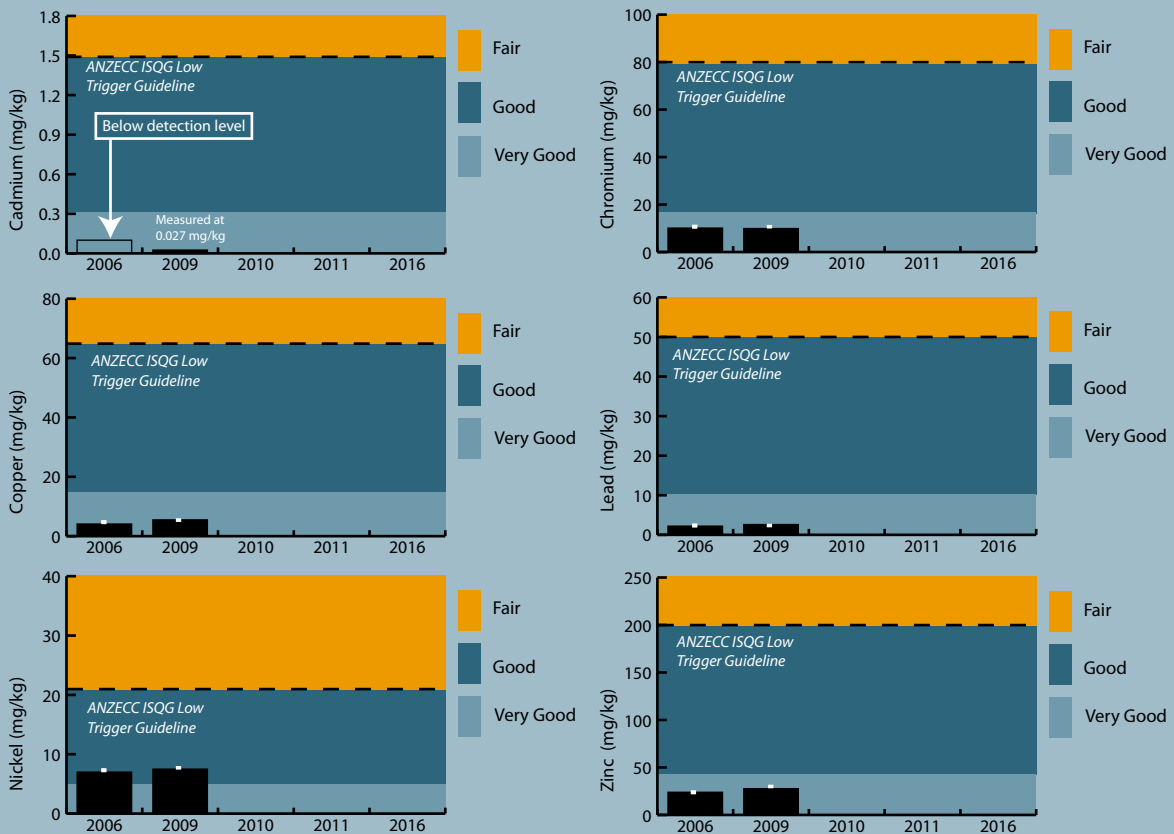 Cadmium (mg/kg)
1.8
1.5
1.2
0.9
0.6
0.3
0.0
ANZECC ISQG Low
Trigger Guideline
Below detection level
Measured at
0.027 mg/kg
2006 2009 2010 2011 2016
Fair
Good
Very Good
Chromium (mg/kg)
100
80
60
40
20
0
ANZECC ISQG Low
Trigger Guideline
2006 2009 2010 2011 2016
Fair
Good
Very Good
Copper (mg/kg)
80
60
40
20
0
ANZECC ISQG Low
Trigger Guideline
2006 2009 2010 2011 2016
Fair
Good
Very Good
Lead (mg/kg)
60
50
40
30
20
10
0
ANZECC ISQG Low
Trigger Guideline
2006 2009 2010 2011 2016
Fair
Good
Very Good
Nickel (mg/kg)
40
30
20
10
0
ANZECC ISQG Low
Trigger Guideline
2006 2009 2010 2011 2016
Fair
Good
Very Good
Zinc (mg/kg)
250
200
150
100
50
0
ANZECC ISQG Low
Trigger Guideline
2006 2009 2010 2011 2016
Fair
Good
Very Good